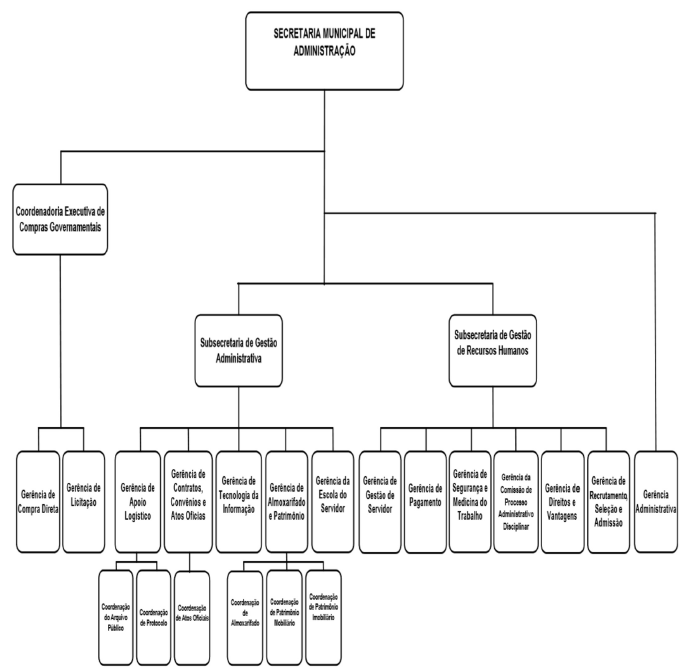 SECRETARIA MUNICIPAL DE
ADMINISTRAÇÃO
Coordenadoria Executiva de
Compras Governamentais
Subsecretaria de Gestão
Administrativa
Subsecretaria de Gestão
de Recursos Humanos
Gerência de
Compra Direta
Gerência de
Licitação
Gerência de
Apoio
Logístico
Gerência de
Contratos,
Convênios e
Atos Oficias
Gerência de
Tecnologia da
Informação
Gerência de
Almoxarifado
e Patrimônio
Gerência da
Escola do
Servidor
Gerência de
Gestão de
Servidor
Gerência de
Pagamento
Gerência de
Segurança e
Medicina do
Trabalho
Gerência da
Comissão de
Processo
Administrativo
Disciplinar
Gerência de
Direitos e
Vantagens
Gerência de
Recrutamento,
Seleção e
Admissão
Gerência
Administrativa
Coordenação
do Arquivo
Público
Coordenação
de Protocolo
Coordenação
de Atos Oficiais
Coordenação
de
Almoxarifado
Coordenação
de Patrimônio
Mobiliário
Coordenação
de Patrimônio
Imobiliário